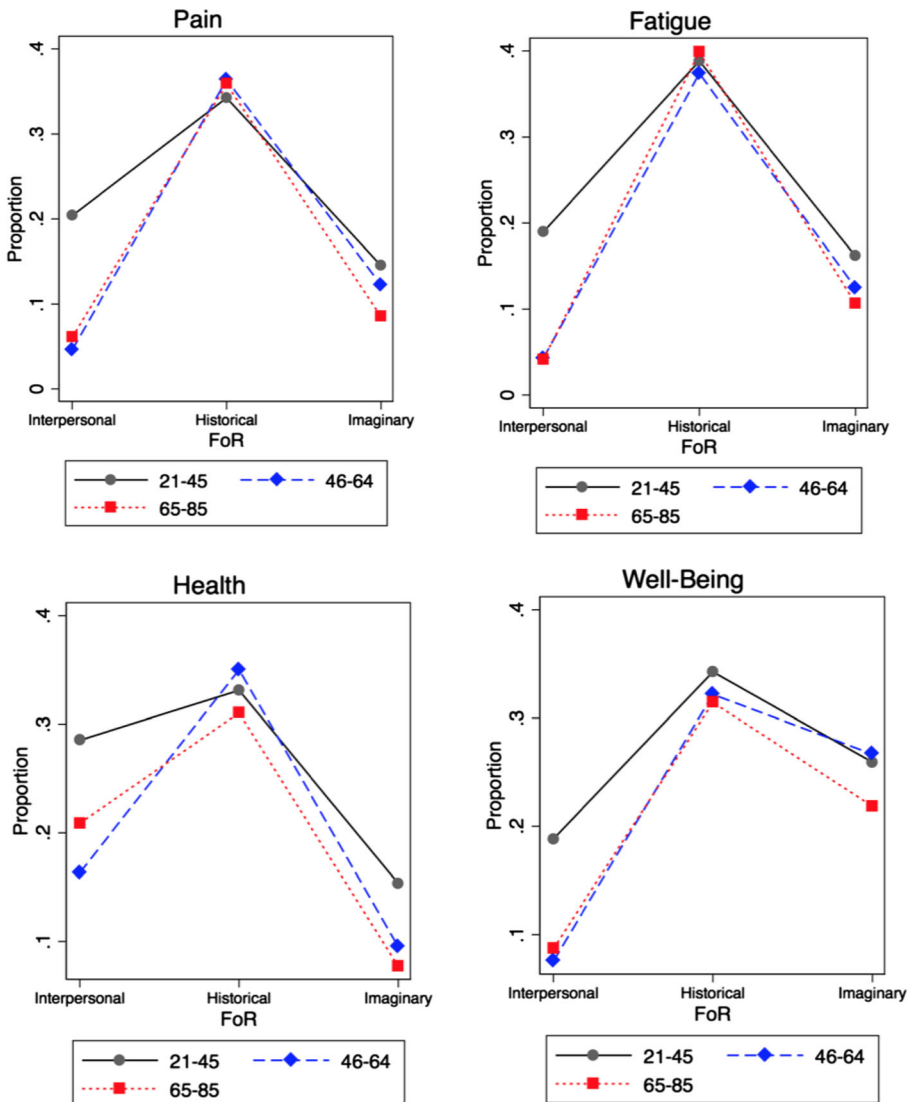 Pain
Proportion
.4
.3
.2
.1
0
Interpersonal Historical Imaginary
FoR
21-45 46-64
65-85
Fatigue
Proportion
.4
.3
.2
.1
0
Interpersonal Historical Imaginary
FoR
21-45 46-64
65-85
Health
Proportion
.4
.3
.2
.1
Interpersonal Historical Imaginary
FoR
21-45 46-64
65-85
Well-Being
Proportion
.4
.3
.2
.1
Interpersonal Historical Imaginary
FoR
21-45 46-64
65-85